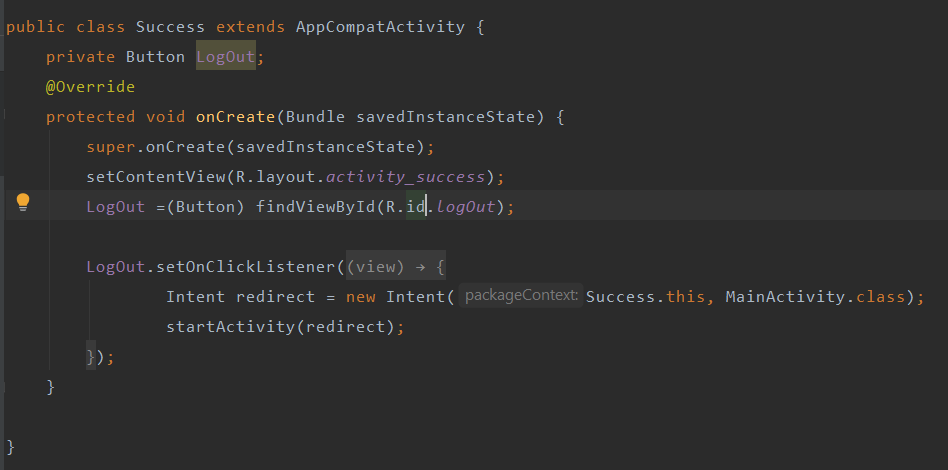 public class Success extends AppCompatActivity {
private Button LogOut;
@Override
protected void onCreate(Bundle savedInstanceState) {
super.onCreate(savedInstanceState);
setContentView(R.layout.activity_success);
LogOut =(Button) findViewById(R.id.logOut);
LogOut.setOnClickListener((view) → {
Intent redirect = new Intent( packageContext: Success.this, MainActivity.class);
startActivity(redirect);
});
}
}